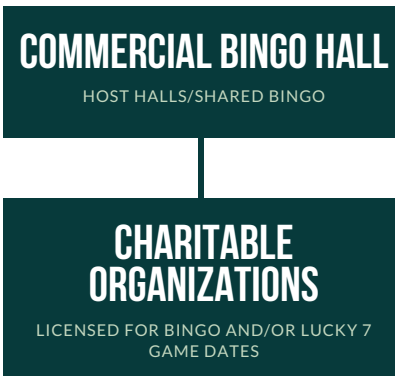 COMMERCIAL BINGO HALL
HOST HALLS/SHARED BINGO
CHARITABLE
ORGANIZATIONS
LICENSED FOR BINGO AND/OR LUCKY 7
GAME DATES